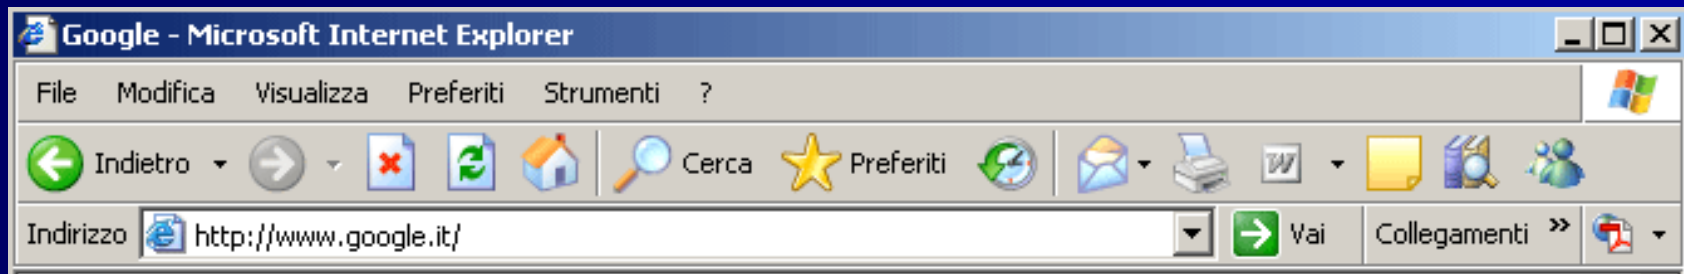 Google - Microsoft Internet Explorer
File Modifica Visualizza Preferiti Strumenti ?
Indietro Cerca Preferiti W
Indirizzo http://www.google.it/ Vai Collegamenti »